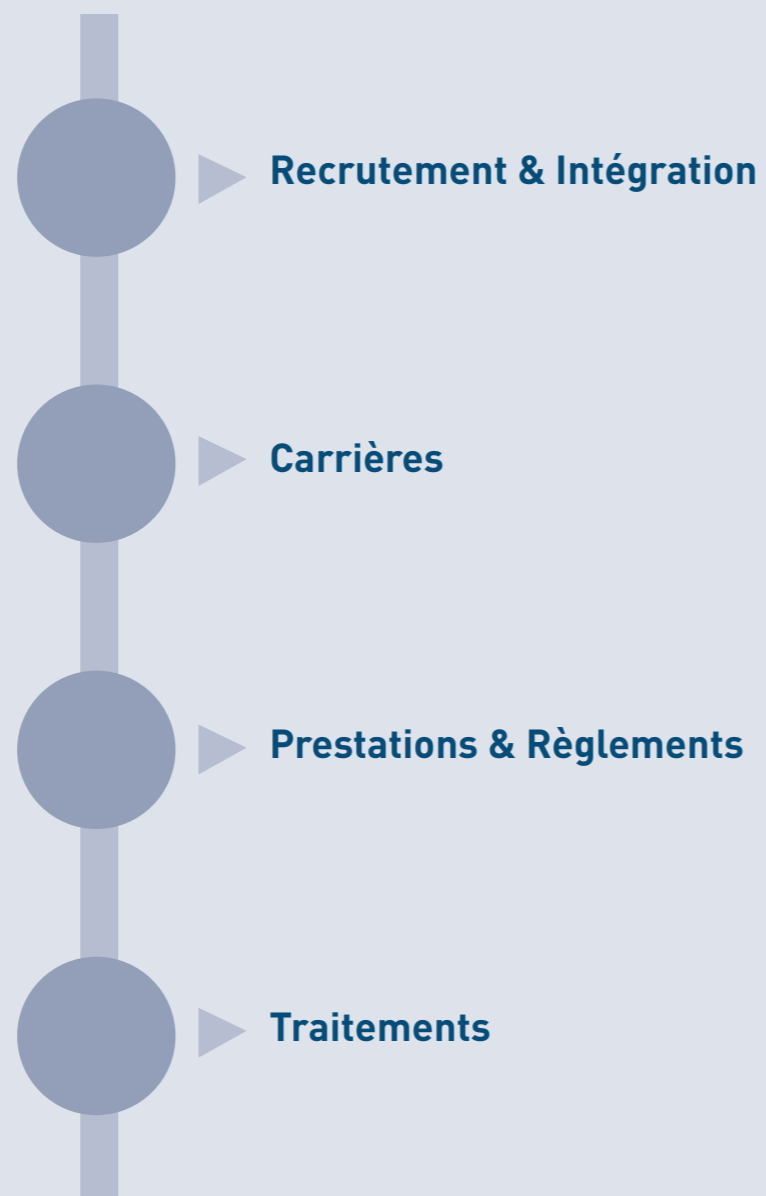 Recrutement & Intégration
Carrières
Prestations & Règlements
Traitements